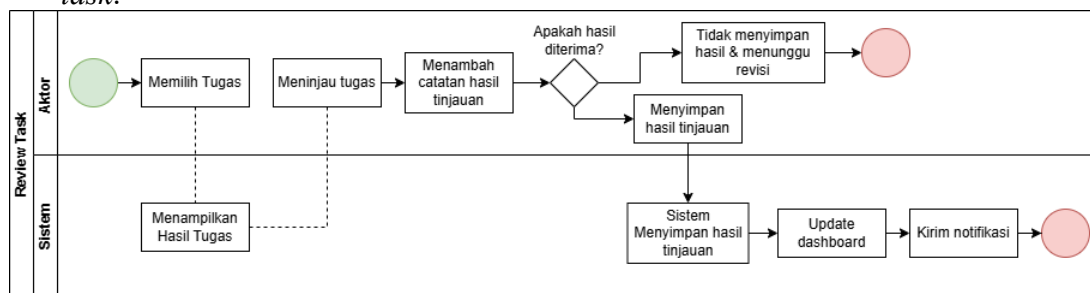 task.
Review Task
Aktor
Memilih Tugas
Meninjau tugas
Menambah
catatan hasil
tinjauan
Apakah hasil
diterima?
Tidak menyimpan
hasil & menunggu
revisi
Menyimpan
hasil tinjauan
Sistem
Menampilkan
Hasil Tugas
Sistem
Menyimpan hasil
tinjauan
Update
dashboard
Kirim notifikasi